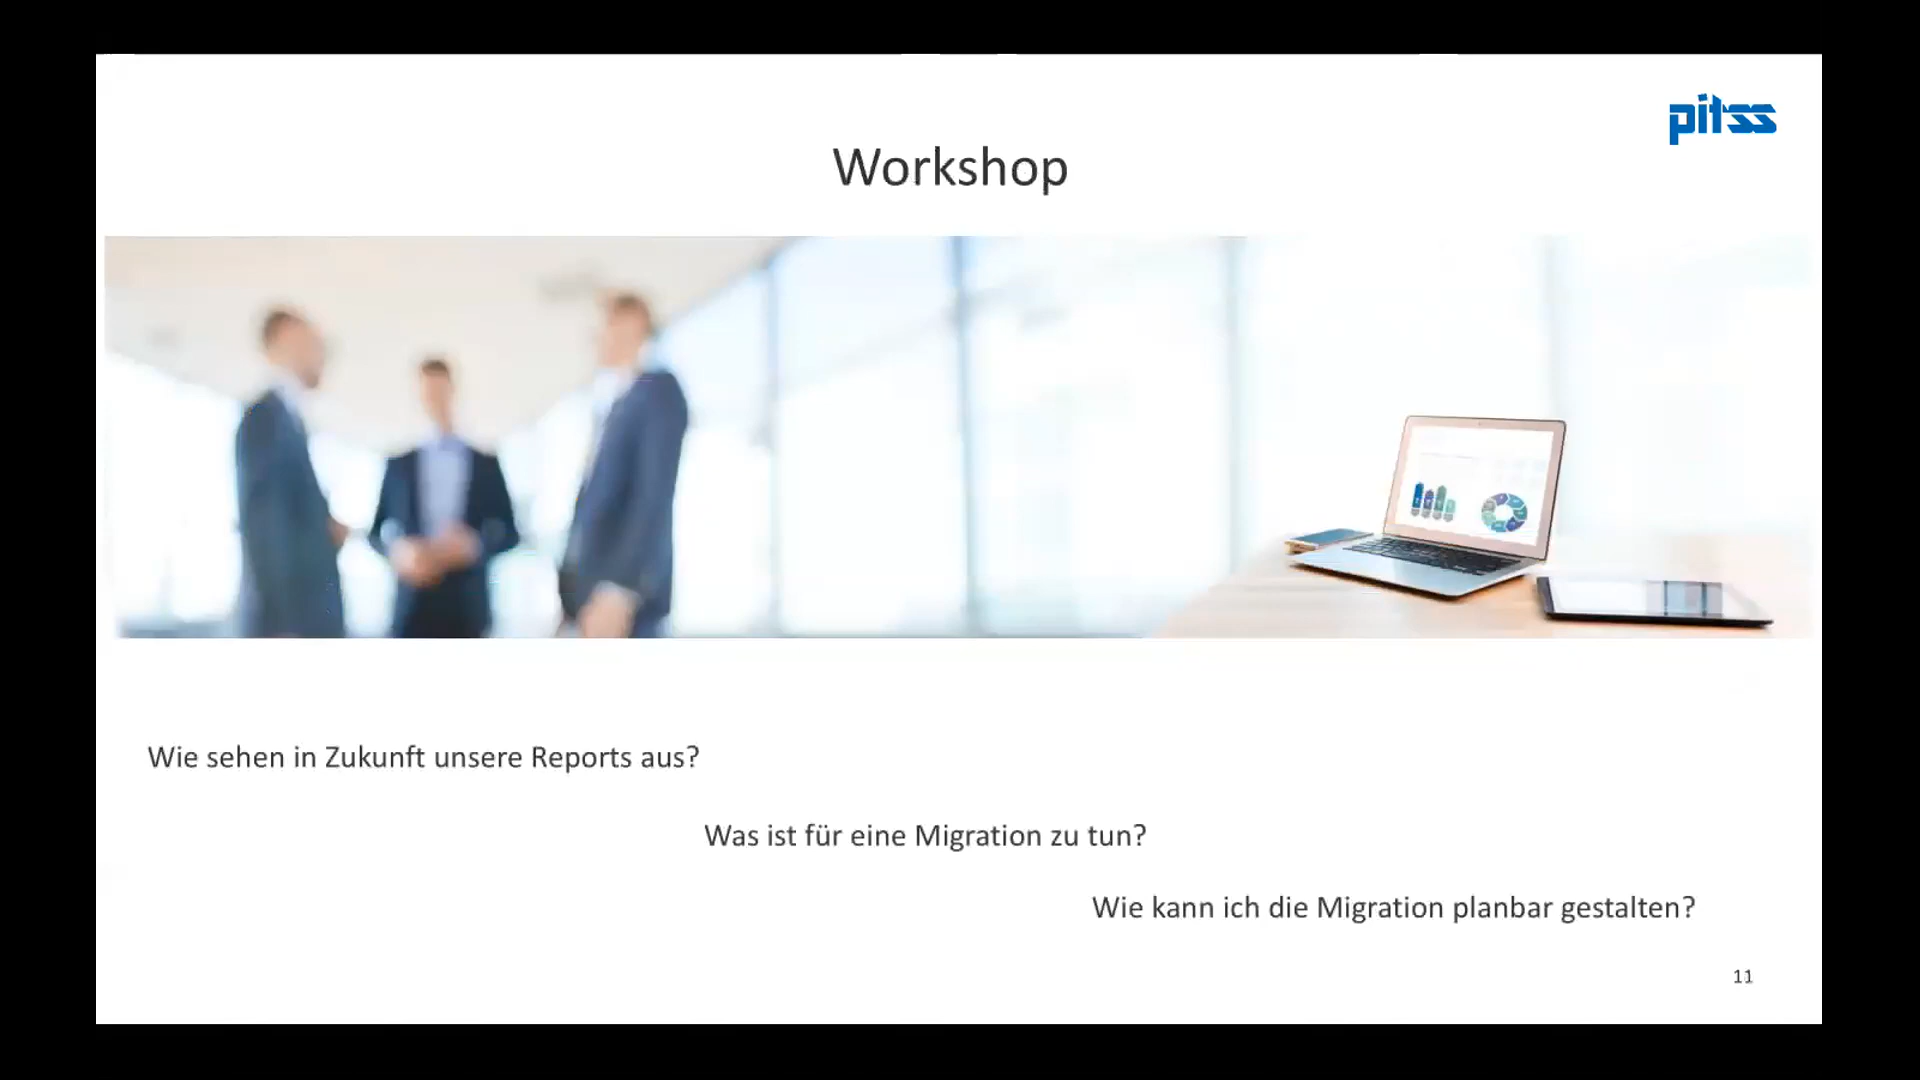 pitss
Workshop
Wie sehen in Zukunft unsere Reports aus?
Was ist für eine Migration zu tun?
Wie kann ich die Migration planbar gestalten?
11